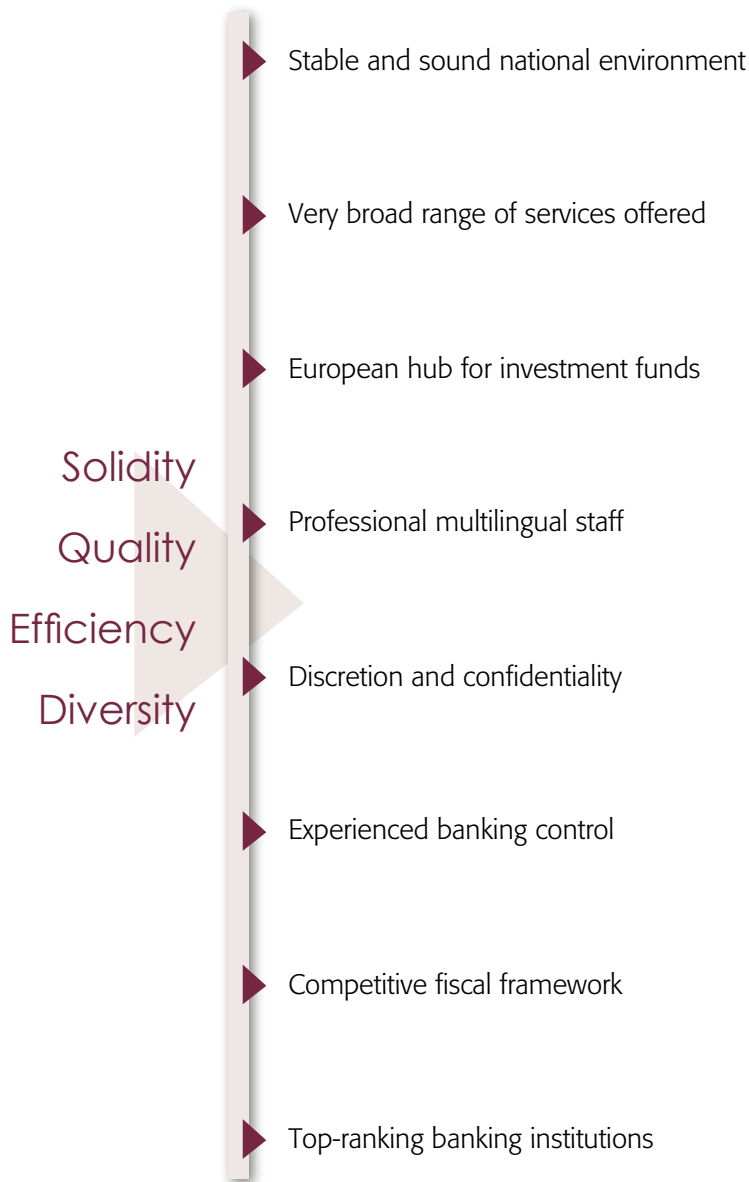 Solidity
Quality
Efficiency
Diversity
Stable and sound national environment
Very broad range of services offered
European hub for investment funds
Professional multilingual staff
Discretion and confidentiality
Experienced banking control
Competitive fiscal framework
Top-ranking banking institutions